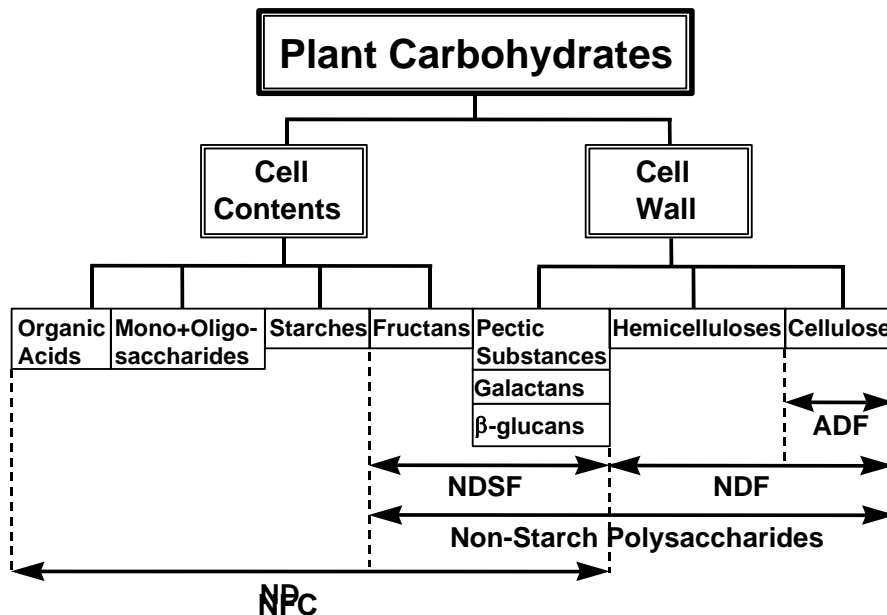 Plant Carbohydrates
Cell
Contents
Cell
Wall
Organic
Acids
Mono+Oligo-
saccharides
Starches
Fructans
Pectic
Substances
Galactans
β-glucans
Hemicelluloses
Cellulose
ADF
NDSF
NDF
Non-Starch Polysaccharides
ND
NFC